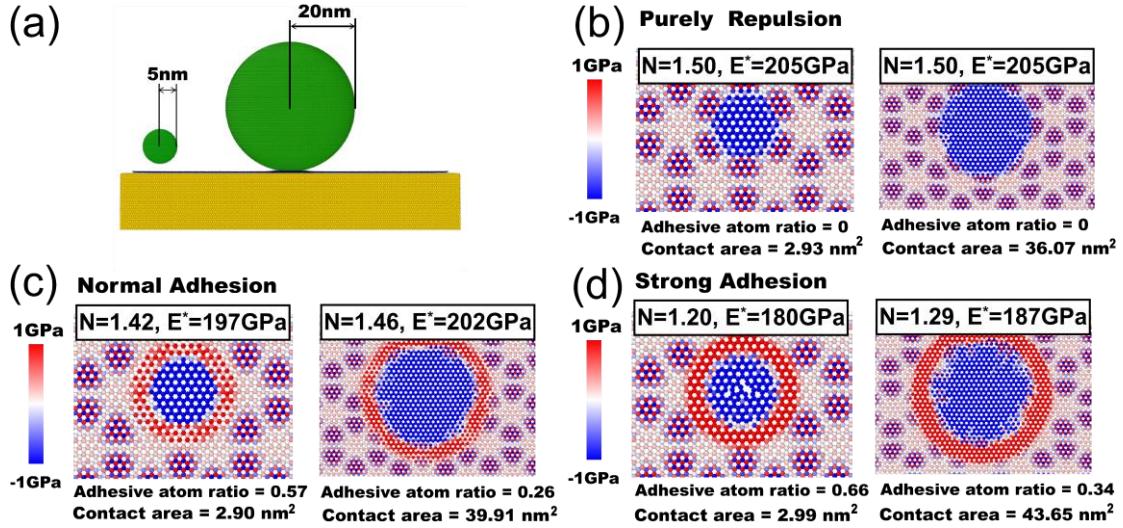 (a)
20nm
5nm
(b) Purely Repulsion
1GPa
-1GPa
N=1.50, E*=205GPa
Adhesive atom ratio = 0
Contact area = 2.93 nm²
N=1.50, E*=205GPa
Adhesive atom ratio = 0
Contact area = 36.07 nm²
(c) Normal Adhesion
1GPa
-1GPa
N=1.42, E*=197GPa
Adhesive atom ratio = 0.57
Contact area = 2.90 nm²
N=1.46, E*=202GPa
Adhesive atom ratio = 0.26
Contact area = 39.91 nm²
(d) Strong Adhesion
1GPa
-1GPa
N=1.20, E*=180GPa
Adhesive atom ratio = 0.66
Contact area = 2.99 nm²
N=1.29, E*=187GPa
Adhesive atom ratio = 0.34
Contact area = 43.65 nm²